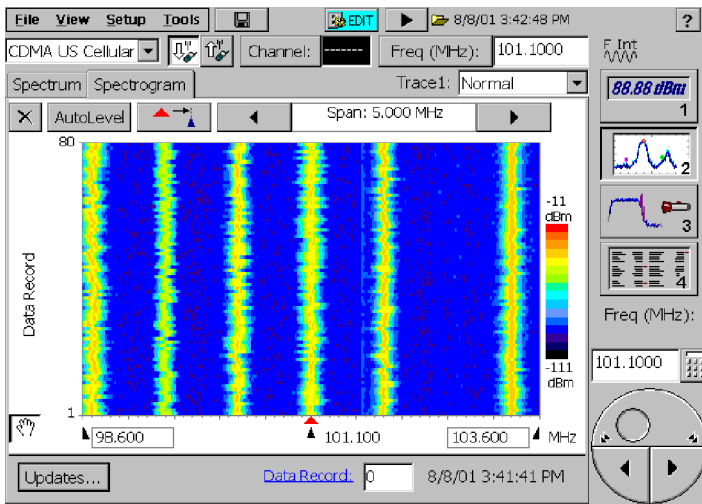 File View Setup Tools EDIT 8/8/01 3:42:48 PM ?
CDMA US Cellular Channel: ------- Freq (MHz): 101.1000
F Int
Spectrum Spectrogram Trace1: Normal
88.88 dBm
1
AutoLevel Span: 5.000 MHz
80
2
-11
dBm
3
Data Record
4
Freq (MHz):
-111
dBm
101.1000
1
98.600 101.100 103.600 MHz
Updates... Data Record: 0 8/8/01 3:41:41 PM